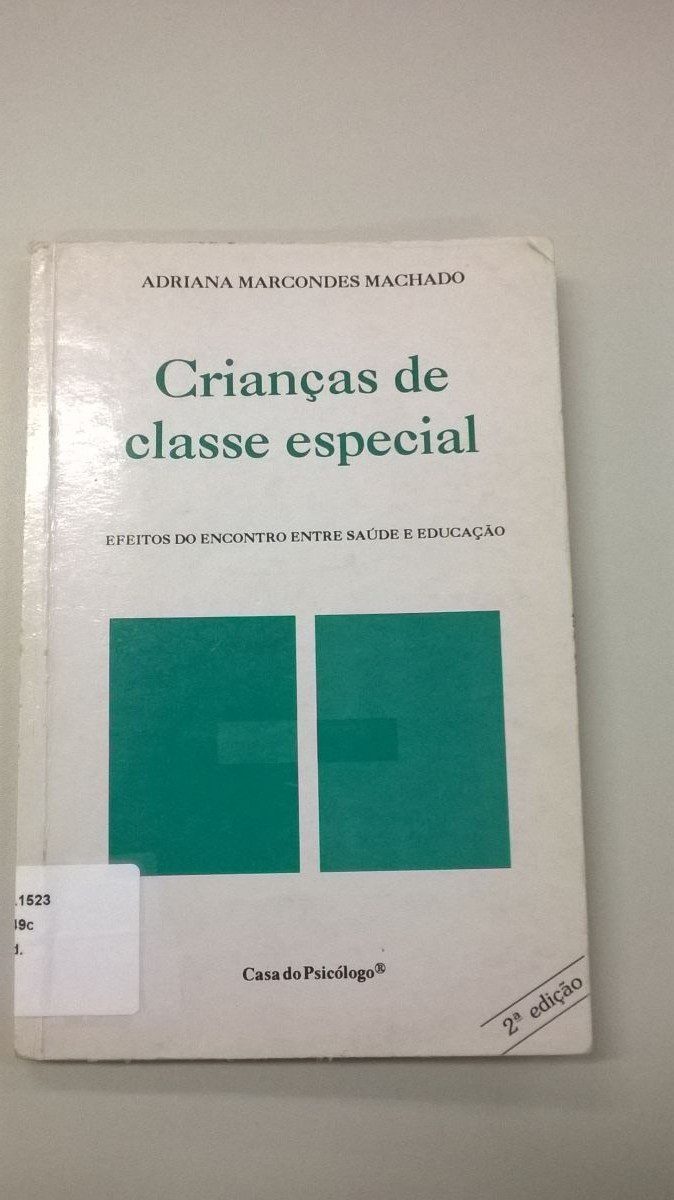 ADRIANA MARCONDES MACHADO
Crianças de
classe especial
EFEITOS DO ENCONTRO ENTRE SAÚDE E EDUCAÇÃO
.1523
9c
d.
Casa do Psicólogo®
2ª edição